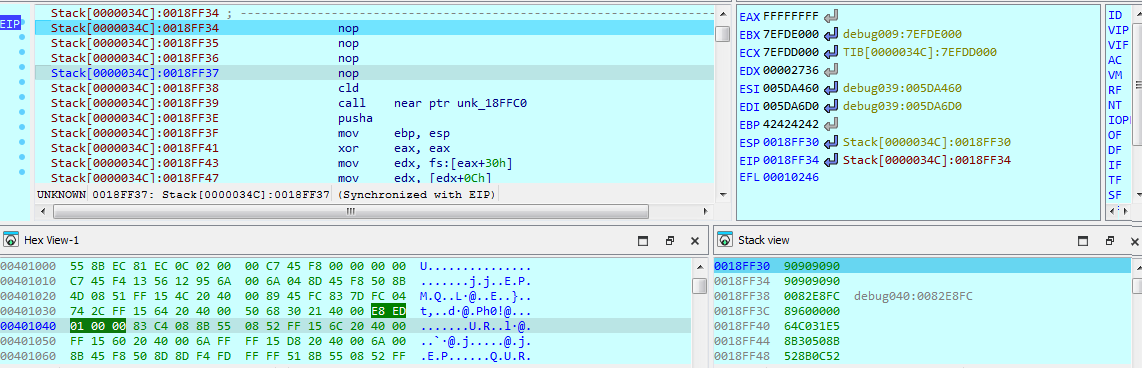 Stack[0000034C]:0018FF34 ; ---------------------------------------------------------------
EIP
Stack[0000034C]:0018FF34 nop
Stack[0000034C]:0018FF35 nop
Stack[0000034C]:0018FF36 nop
Stack[0000034C]:0018FF37 nop
Stack[0000034C]:0018FF38 cld
Stack[0000034C]:0018FF39 call near ptr unk_18FFC0
Stack[0000034C]:0018FF3E pusha
Stack[0000034C]:0018FF3F mov ebp, esp
Stack[0000034C]:0018FF41 xor eax, eax
Stack[0000034C]:0018FF43 mov edx, fs:[eax+30h]
Stack[0000034C]:0018FF47 mov edx, [edx+0Ch]
UNKNOWN 0018FF37: Stack[0000034C]:0018FF37 (Synchronized with EIP)
EAX FFFFFFFF
EBX 7EFDE000 debug009:7EFDE000
ECX 7EFDD000 TIB[0000034C]:7EFDD000
EDX 00002736
ESI 005DA460 debug039:005DA460
EDI 005DA6D0 debug039:005DA6D0
EBP 42424242
ESP 0018FF30 Stack[0000034C]:0018FF30
EIP 0018FF34 Stack[0000034C]:0018FF34
EFL 00010246
ID
VIP
VIF
AC
VM
RF
NT
IOPL
OF
DF
IF
TF
SF
Hex View-1
00401000 55 8B EC 81 EC 0C 02 00 00 C7 45 F8 00 00 00 00 U...............
00401010 C7 45 F4 13 56 12 95 6A 00 6A 04 8D 45 F8 50 8B .......j.j..E.P.
00401020 4D 08 51 FF 15 4C 20 40 00 89 45 FC 83 7D FC 04 M.Q..L·@..E..}..
00401030 74 2C FF 15 64 20 40 00 50 68 30 21 40 00 E8 ED t,..d·@.Ph0!@...
00401040 01 00 00 83 C4 08 8B 55 08 52 FF 15 6C 20 40 00 .......U.R..l·@.
00401050 FF 15 60 20 40 00 6A FF FF 15 D8 20 40 00 6A 00 ..`·@.j....@.j.
00401060 8B 45 F8 50 8D 8D F4 FD FF FF 51 8B 55 08 52 FF .E.P......Q.U.R.
Stack view
0018FF30 90909090
0018FF34 90909090
0018FF38 0082E8FC debug040:0082E8FC
0018FF3C 89600000
0018FF40 64C031E5
0018FF44 8B30508B
0018FF48 528B0C52